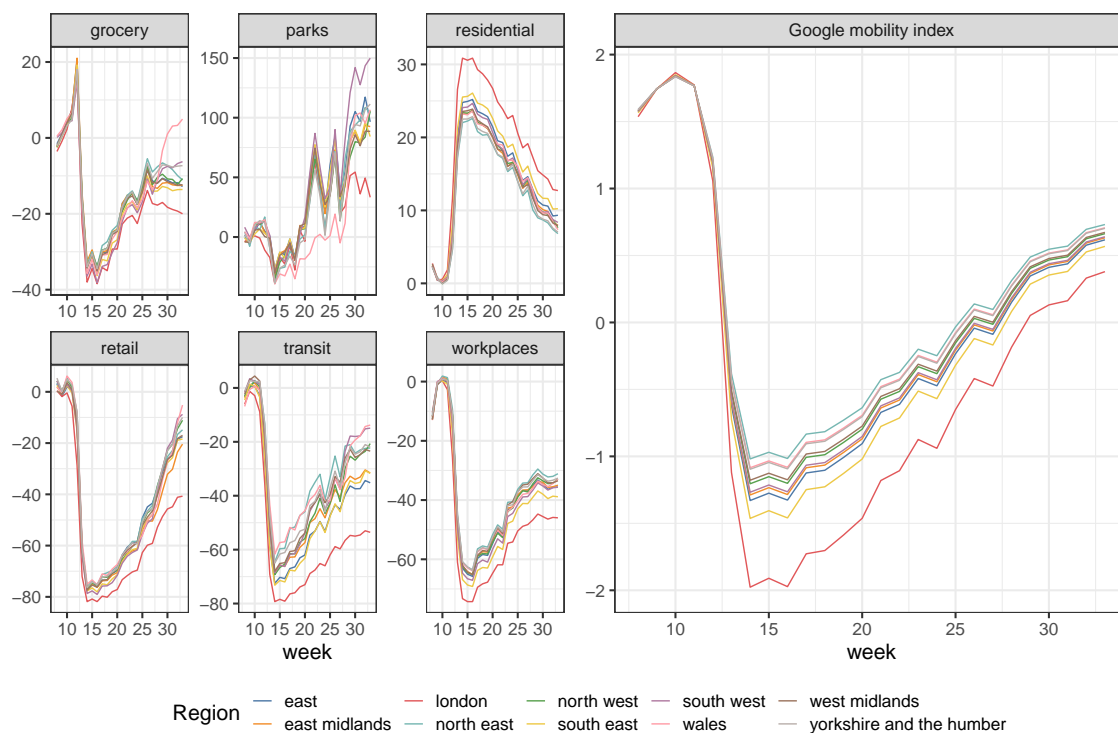 grocery
parks
residential
Google mobility index
20
0
−20
−40
10 15 20 25 30
150
100
50
0
10 15 20 25 30
30
20
10
0
10 15 20 25 30
retail
transit
workplaces
0
−20
−40
−60
−80
10 15 20 25 30
0
−20
−40
−60
−80
10 15 20 25 30
0
−20
−40
−60
10 15 20 25 30
week
2
1
0
−1
−2
10 15 20 25 30
week
Region
east london north west south west west midlands
east midlands north east south east wales yorkshire and the humber